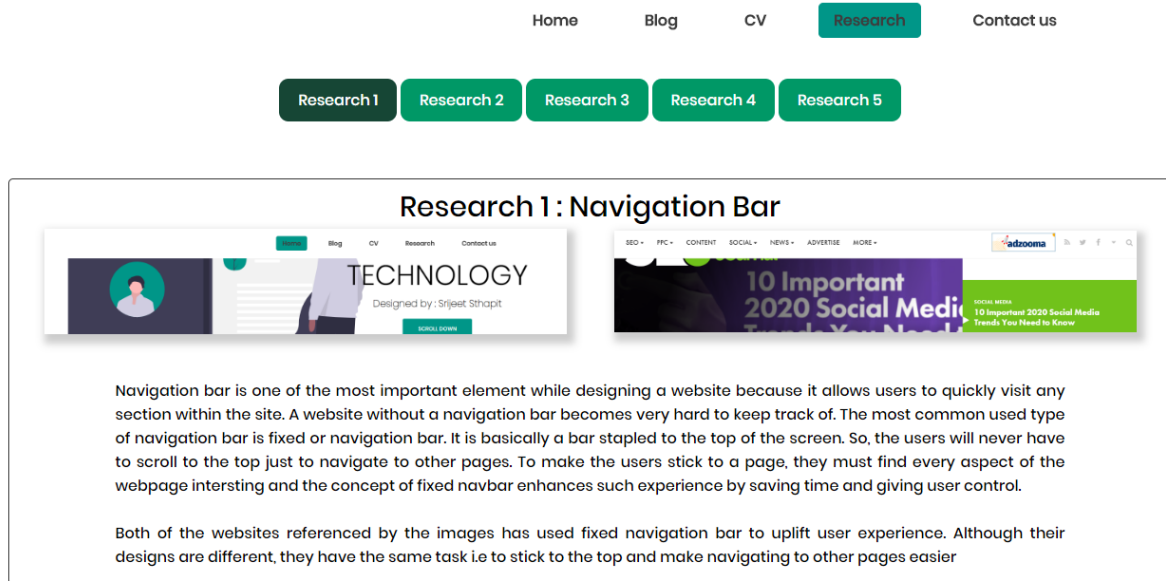 Home Blog CV Research Contact us
Research 1 Research 2 Research 3 Research 4 Research 5
Research 1 : Navigation Bar
Home Blog CV Research Contact us
TECHNOLOGY
Designed by : Srijeet Sthapit
SCROLL DOWN
SEO PPC CONTENT SOCIAL NEWS ADVERTISE MORE adzooma
10 Important
2020 Social Medi
Trends You Need to
SOCIAL MEDIA
10 Important 2020 Social Media
Trends You Need to Know
Navigation bar is one of the most important element while designing a website because it allows users to quickly visit any
section within the site. A website without a navigation bar becomes very hard to keep track of. The most common used type
of navigation bar is fixed or navigation bar. It is basically a bar stapled to the top of the screen. So, the users will never have
to scroll to the top just to navigate to other pages. To make the users stick to a page, they must find every aspect of the
webpage intersting and the concept of fixed navbar enhances such experience by saving time and giving user control.
Both of the websites referenced by the images has used fixed navigation bar to uplift user experience. Although their
designs are different, they have the same task i.e to stick to the top and make navigating to other pages easier